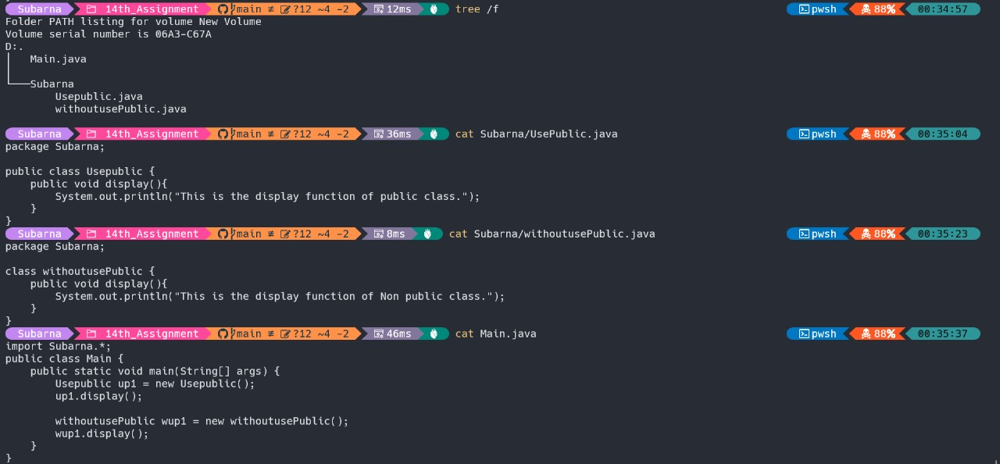 Subarna 14th_Assignment main ≢ ?12 ~4 -2 12ms tree /f pwsh 88% 00:34:57
Folder PATH listing for volume New Volume
Volume serial number is 06A3-C67A
D:.
│   Main.java
│
└───Subarna
        Usepublic.java
        withoutusePublic.java
Subarna 14th_Assignment main ≢ ?12 ~4 -2 36ms cat Subarna/UsePublic.java pwsh 88% 00:35:04
package Subarna;

public class Usepublic {
    public void display(){
        System.out.println("This is the display function of public class.");
    }
}
Subarna 14th_Assignment main ≢ ?12 ~4 -2 8ms cat Subarna/withoutusePublic.java pwsh 88% 00:35:23
package Subarna;

class withoutusePublic {
    public void display(){
        System.out.println("This is the display function of Non public class.");
    }
}
Subarna 14th_Assignment main ≢ ?12 ~4 -2 46ms cat Main.java pwsh 88% 00:35:37
import Subarna.*;
public class Main {
    public static void main(String[] args) {
        Usepublic up1 = new Usepublic();
        up1.display();

        withoutusePublic wup1 = new withoutusePublic();
        wup1.display();
    }
}